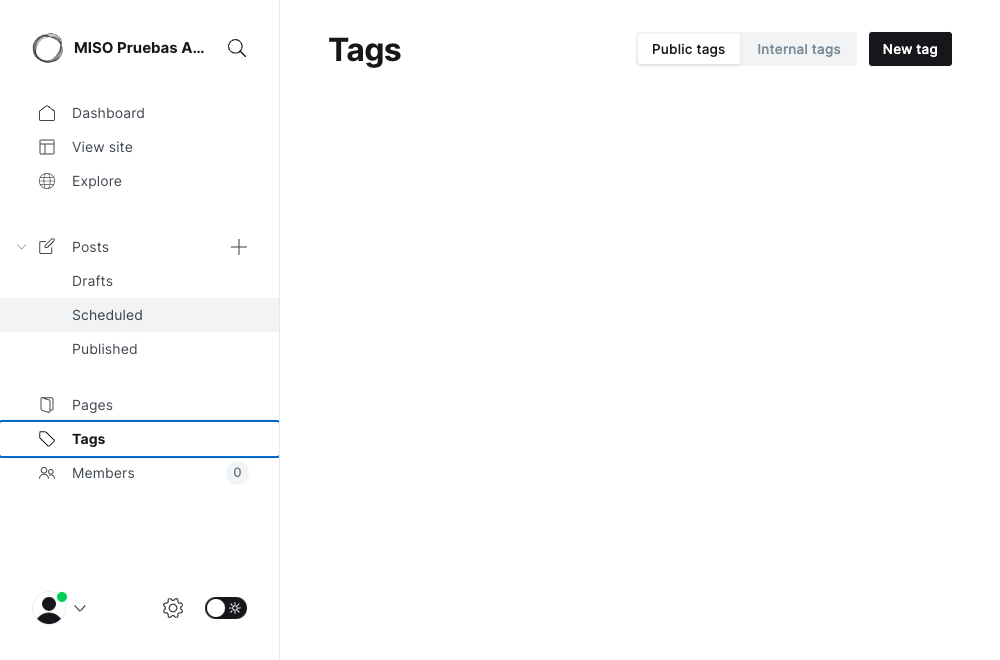 MISO Pruebas A...
Dashboard
View site
Explore
Posts
Drafts
Scheduled
Published
Pages
Tags
Members 0
Tags
Public tags Internal tags New tag